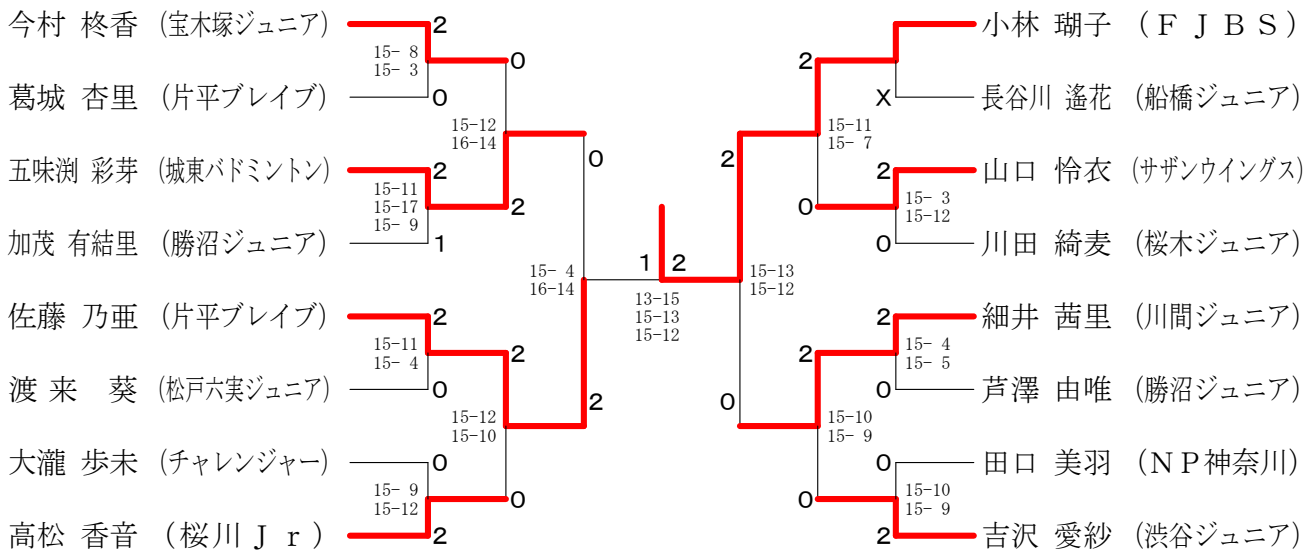 今村 柊香 (宝木塚ジュニア) 2
15- 8
15- 3
0
葛城 杏里 (片平ブレイブ) 0
15-12
16-14
0
五味渕 彩芽 (城東バドミントン) 2
15-11
15-17
15- 9
2
加茂 有結里 (勝沼ジュニア) 1
15- 4
16-14
佐藤 乃亜 (片平ブレイブ) 2
15-11
15- 4
2
渡来 葵 (松戸六実ジュニア) 0
15-12
15-10
2
大瀧 歩未 (チャレンジャー) 0
15- 9
15-12
0
高松 香音 (桜川Jr) 2
1 2
13-15
15-13
15-12
小林 瑚子 (FJBS)
2
X 長谷川 遙花 (船橋ジュニア)
15-11
15- 7
2
2 山口 怜衣 (サザンウイングス)
15- 3
15-12
0
0 川田 綺麦 (桜木ジュニア)
15-13
15-12
2 細井 茜里 (川間ジュニア)
15- 4
15- 5
2
0 芦澤 由唯 (勝沼ジュニア)
0
15-10
15- 9
0 田口 美羽 (NP神奈川)
15-10
15- 9
0
2 吉沢 愛紗 (渋谷ジュニア)